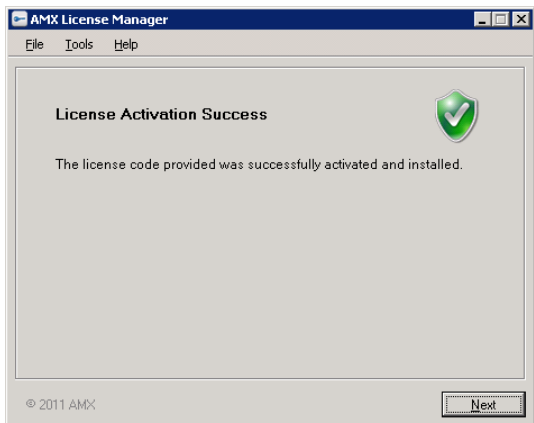 AMX License Manager
File Tools Help
License Activation Success
The license code provided was successfully activated and installed.
© 2011 AMX
Next